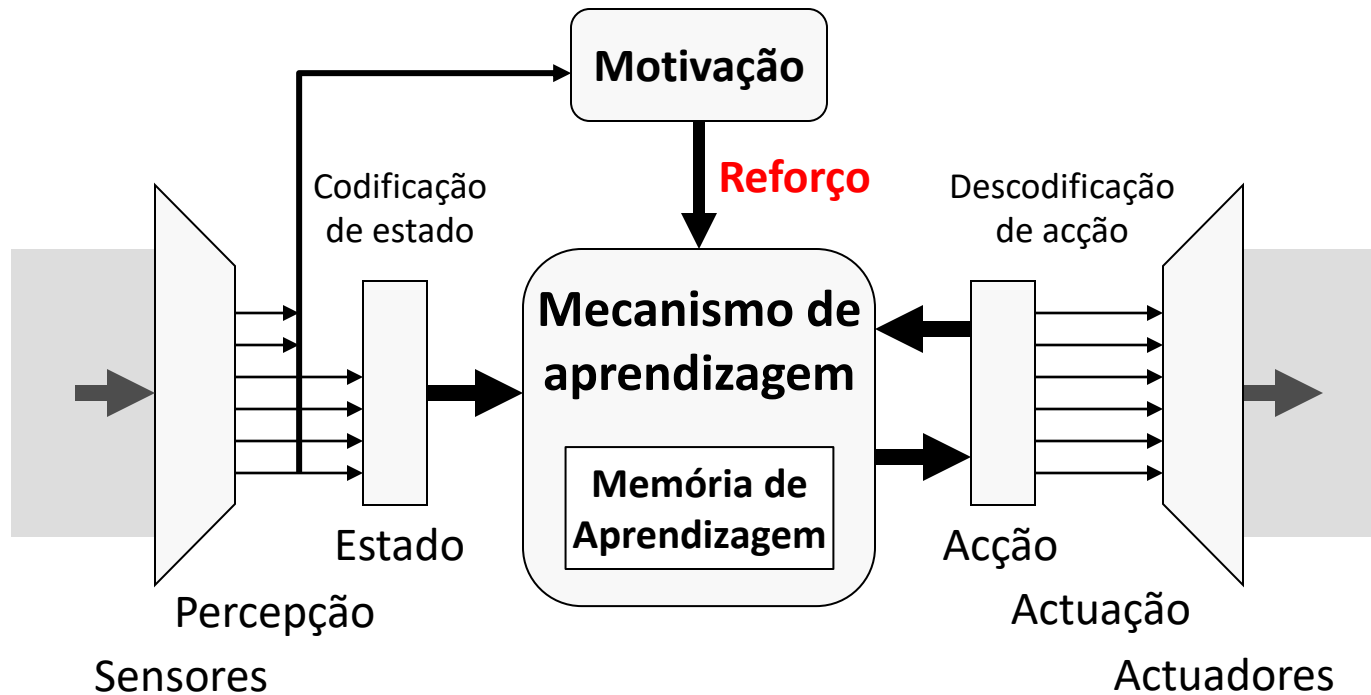 Motivação
Reforço
Codificação
de estado
Descodificação
de acção
Mecanismo de
aprendizagem
Memória de
Aprendizagem
Estado
Acção
Percepção
Actuação
Sensores
Actuadores